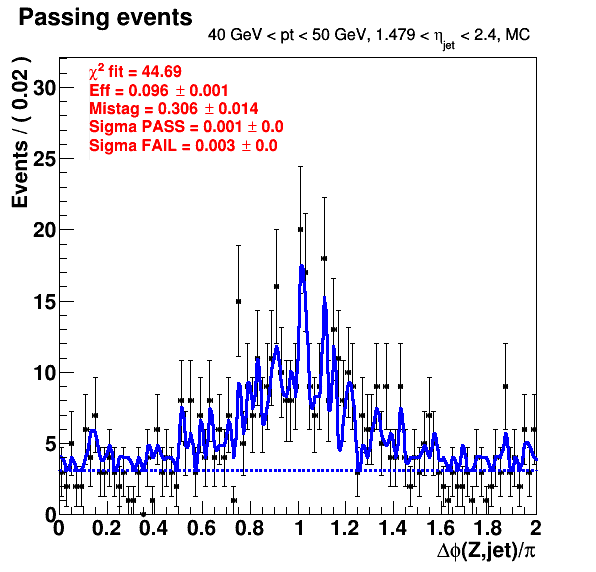 Passing events
40 GeV < pt < 50 GeV, 1.479 < η_jet < 2.4, MC
χ² fit = 44.69
Eff = 0.096 ± 0.001
Mistag = 0.306 ± 0.014
Sigma PASS = 0.001 ± 0.0
Sigma FAIL = 0.003 ± 0.0
Events / ( 0.02 )
30
25
20
15
10
5
0
0 0.2 0.4 0.6 0.8 1 1.2 1.4 1.6 1.8 2
Δϕ(Z,jet)/π